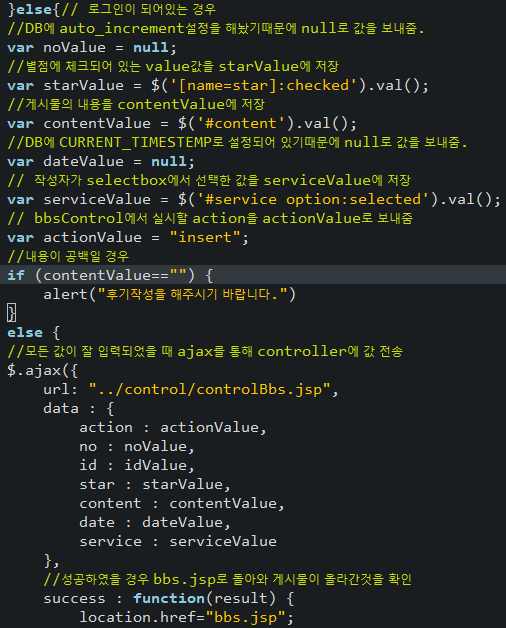 }else{// 로그인이 되어있는 경우
//DB에 auto_increment설정을 해놨기때문에 null로 값을 보내줌.
var noValue = null;
//별점에 체크되어 있는 value값을 starValue에 저장
var starValue = $('[name=star]:checked').val();
//게시물의 내용을 contentValue에 저장
var contentValue = $('#content').val();
//DB에 CURRENT_TIMESTEMP로 설정되어 있기때문에 null로 값을 보내줌.
var dateValue = null;
// 작성자가 selectbox에서 선택한 값을 serviceValue에 저장
var serviceValue = $('#service option:selected').val();
// bbsControl에서 실시할 action을 actionValue로 보내줌
var actionValue = "insert";
//내용이 공백일 경우
if (contentValue=="") {
    alert("후기작성을 해주시기 바랍니다.")
}
else {
//모든 값이 잘 입력되었을 때 ajax를 통해 controller에 값 전송
$.ajax({
    url: "../control/controlBbs.jsp",
    data : {
        action : actionValue,
        no : noValue,
        id : idValue,
        star : starValue,
        content : contentValue,
        date : dateValue,
        service : serviceValue
    },
    //성공하였을 경우 bbs.jsp로 돌아와 게시물이 올라간것을 확인
    success : function(result) {
        location.href="bbs.jsp";